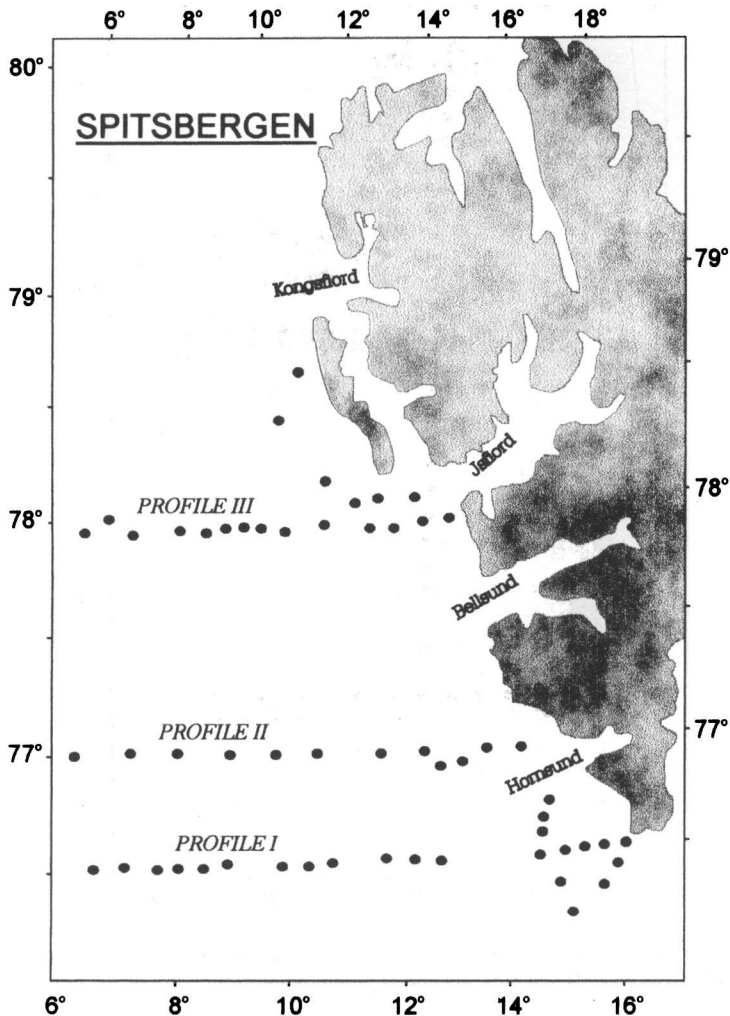 6° 8° 10° 12° 14° 16° 18°
80°
SPITSBERGEN
79°
Kongsfiord
79°
Jsfiord
78°
PROFILE III
78°
Bellsund
77°
PROFILE II
77°
Hornsund
PROFILE I
6° 8° 10° 12° 14° 16°